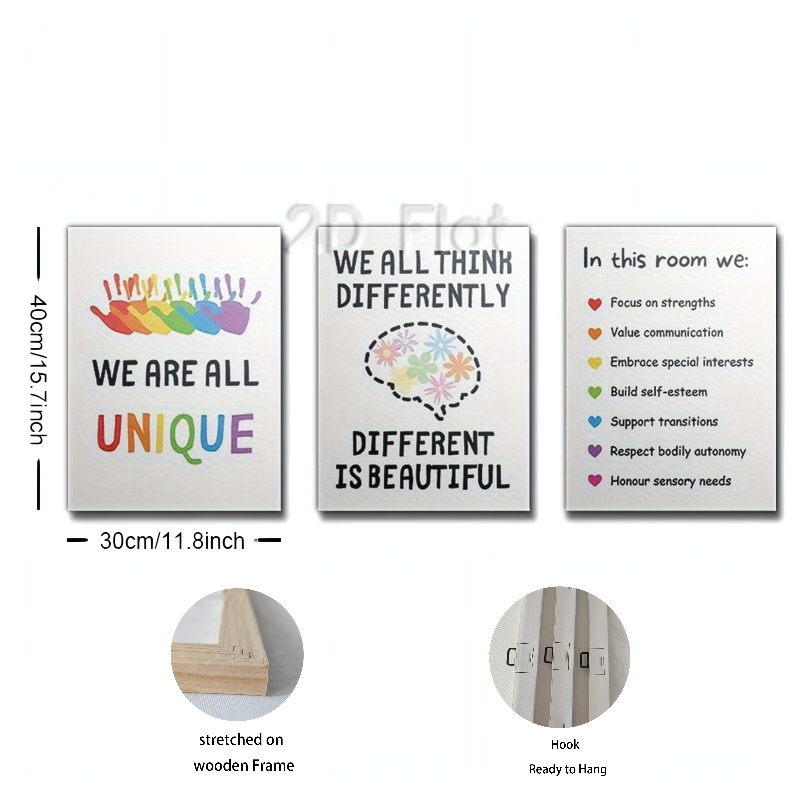 2D Flat
40cm/15.7inch
WE ARE ALL
UNIQUE
30cm/11.8inch
WE ALL THINK
DIFFERENTLY
DIFFERENT
IS BEAUTIFUL
In this room we:
Focus on strengths
Value communication
Embrace special interests
Build self-esteem
Support transitions
Respect bodily autonomy
Honour sensory needs
stretched on
wooden Frame
Hook
Ready to Hang